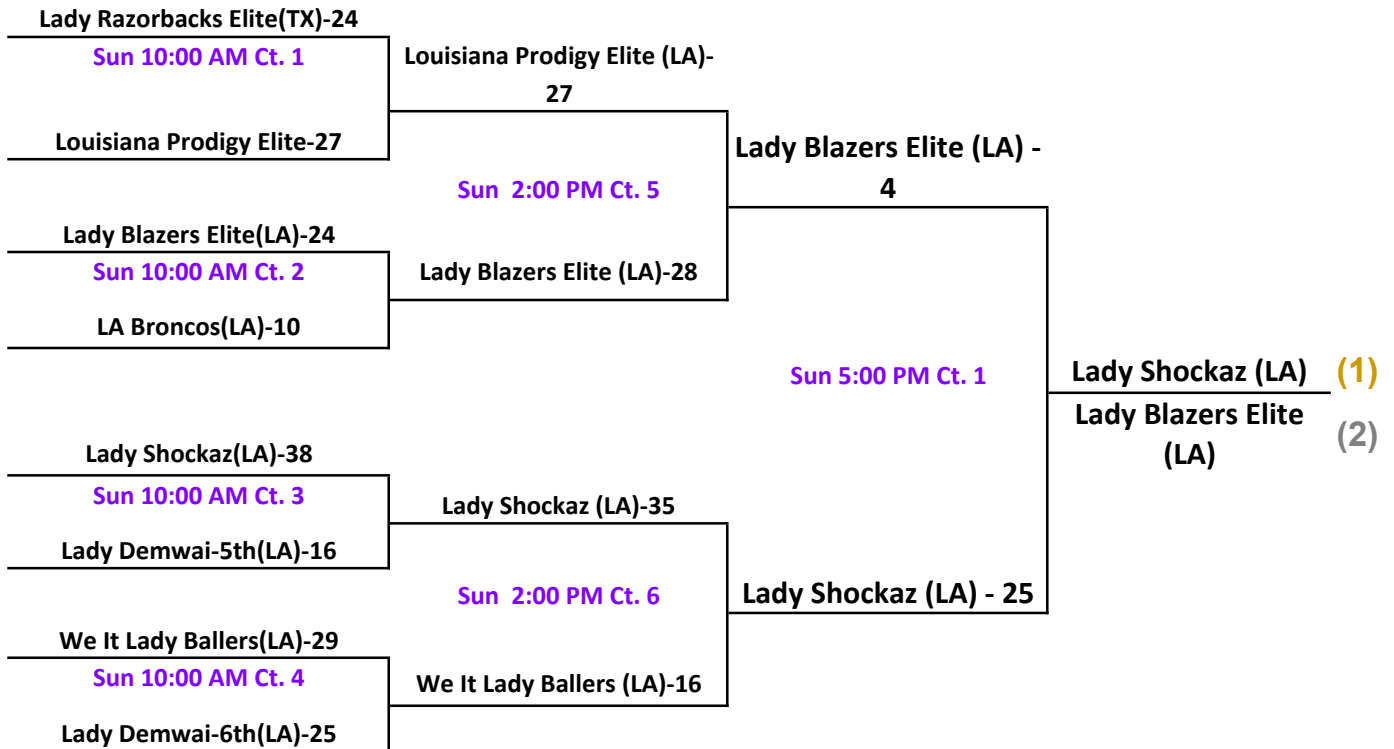 Lady Razorbacks Elite(TX)-24
Sun 10:00 AM Ct. 1
Louisiana Prodigy Elite (LA)-
27
Louisiana Prodigy Elite-27
Lady Blazers Elite (LA) -
4
Sun  2:00 PM Ct. 5
Lady Blazers Elite(LA)-24
Sun 10:00 AM Ct. 2
Lady Blazers Elite (LA)-28
LA Broncos(LA)-10
Sun 5:00 PM Ct. 1
Lady Shockaz (LA) (1)
Lady Blazers Elite
(LA)
(2)
Lady Shockaz(LA)-38
Sun 10:00 AM Ct. 3
Lady Shockaz (LA)-35
Lady Demwai-5th(LA)-16
Sun  2:00 PM Ct. 6
Lady Shockaz (LA) - 25
We It Lady Ballers(LA)-29
Sun 10:00 AM Ct. 4
We It Lady Ballers (LA)-16
Lady Demwai-6th(LA)-25